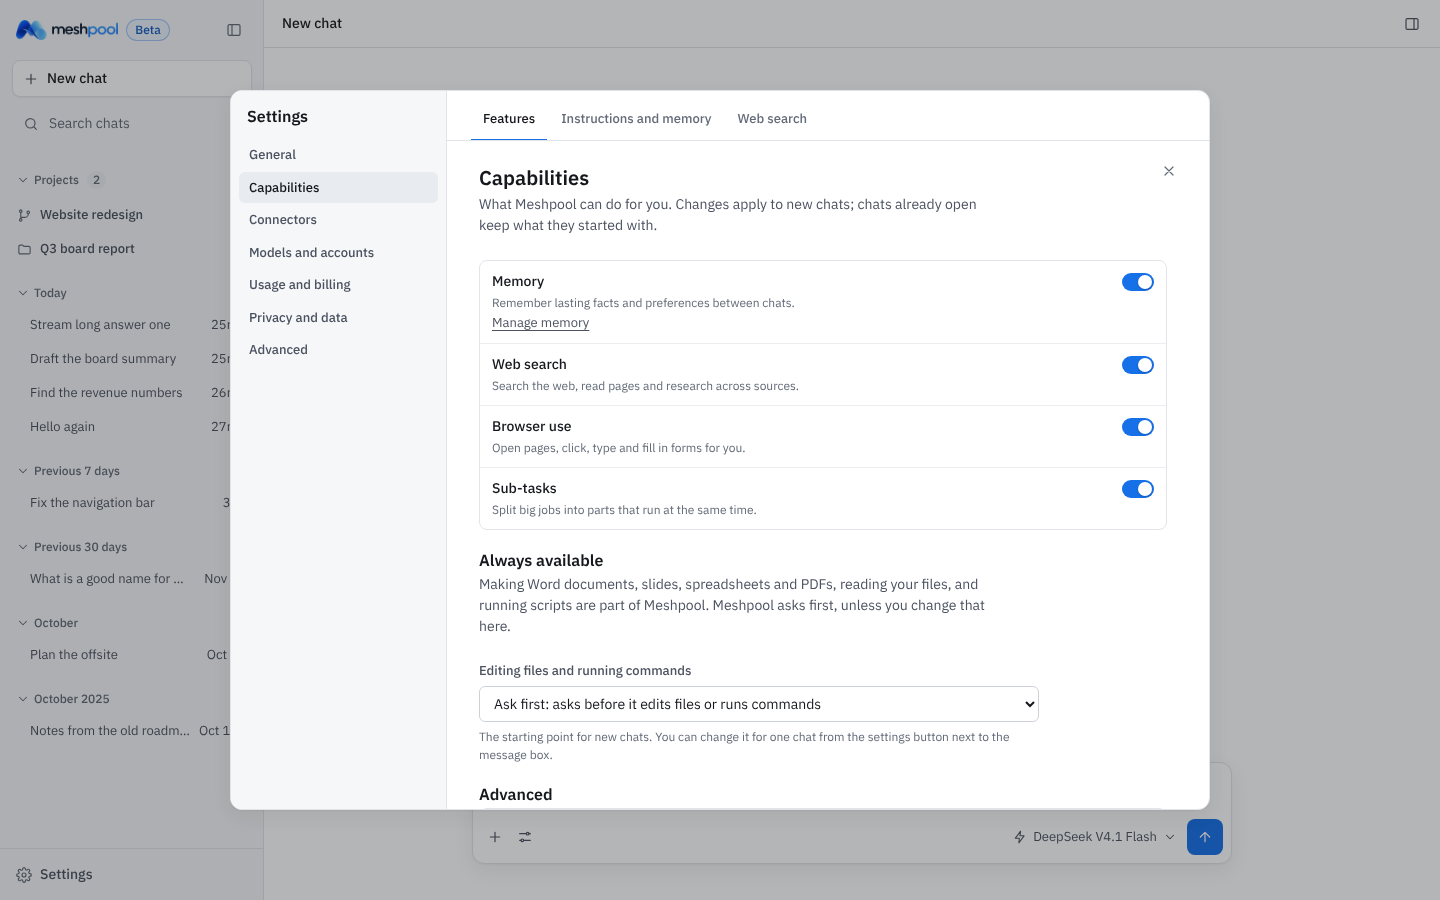 meshpool Beta
New chat
New chat
Search chats
Projects 2
Website redesign
Q3 board report
Today
Stream long answer one
Draft the board summary
Find the revenue numbers
Hello again
Previous 7 days
Fix the navigation bar
Previous 30 days
What is a good name for ... Nov
October
Plan the offsite Oct
October 2025
Notes from the old roadm... Oct
Settings
Settings
General
Capabilities
Connectors
Models and accounts
Usage and billing
Privacy and data
Advanced
Features Instructions and memory Web search
Capabilities
What Meshpool can do for you. Changes apply to new chats; chats already open
keep what they started with.
Memory
Remember lasting facts and preferences between chats.
Manage memory
Web search
Search the web, read pages and research across sources.
Browser use
Open pages, click, type and fill in forms for you.
Sub-tasks
Split big jobs into parts that run at the same time.
Always available
Making Word documents, slides, spreadsheets and PDFs, reading your files, and
running scripts are part of Meshpool. Meshpool asks first, unless you change that
here.
Editing files and running commands
Ask first: asks before it edits files or runs commands
The starting point for new chats. You can change it for one chat from the settings button next to the
message box.
Advanced
DeepSeek V4.1 Flash